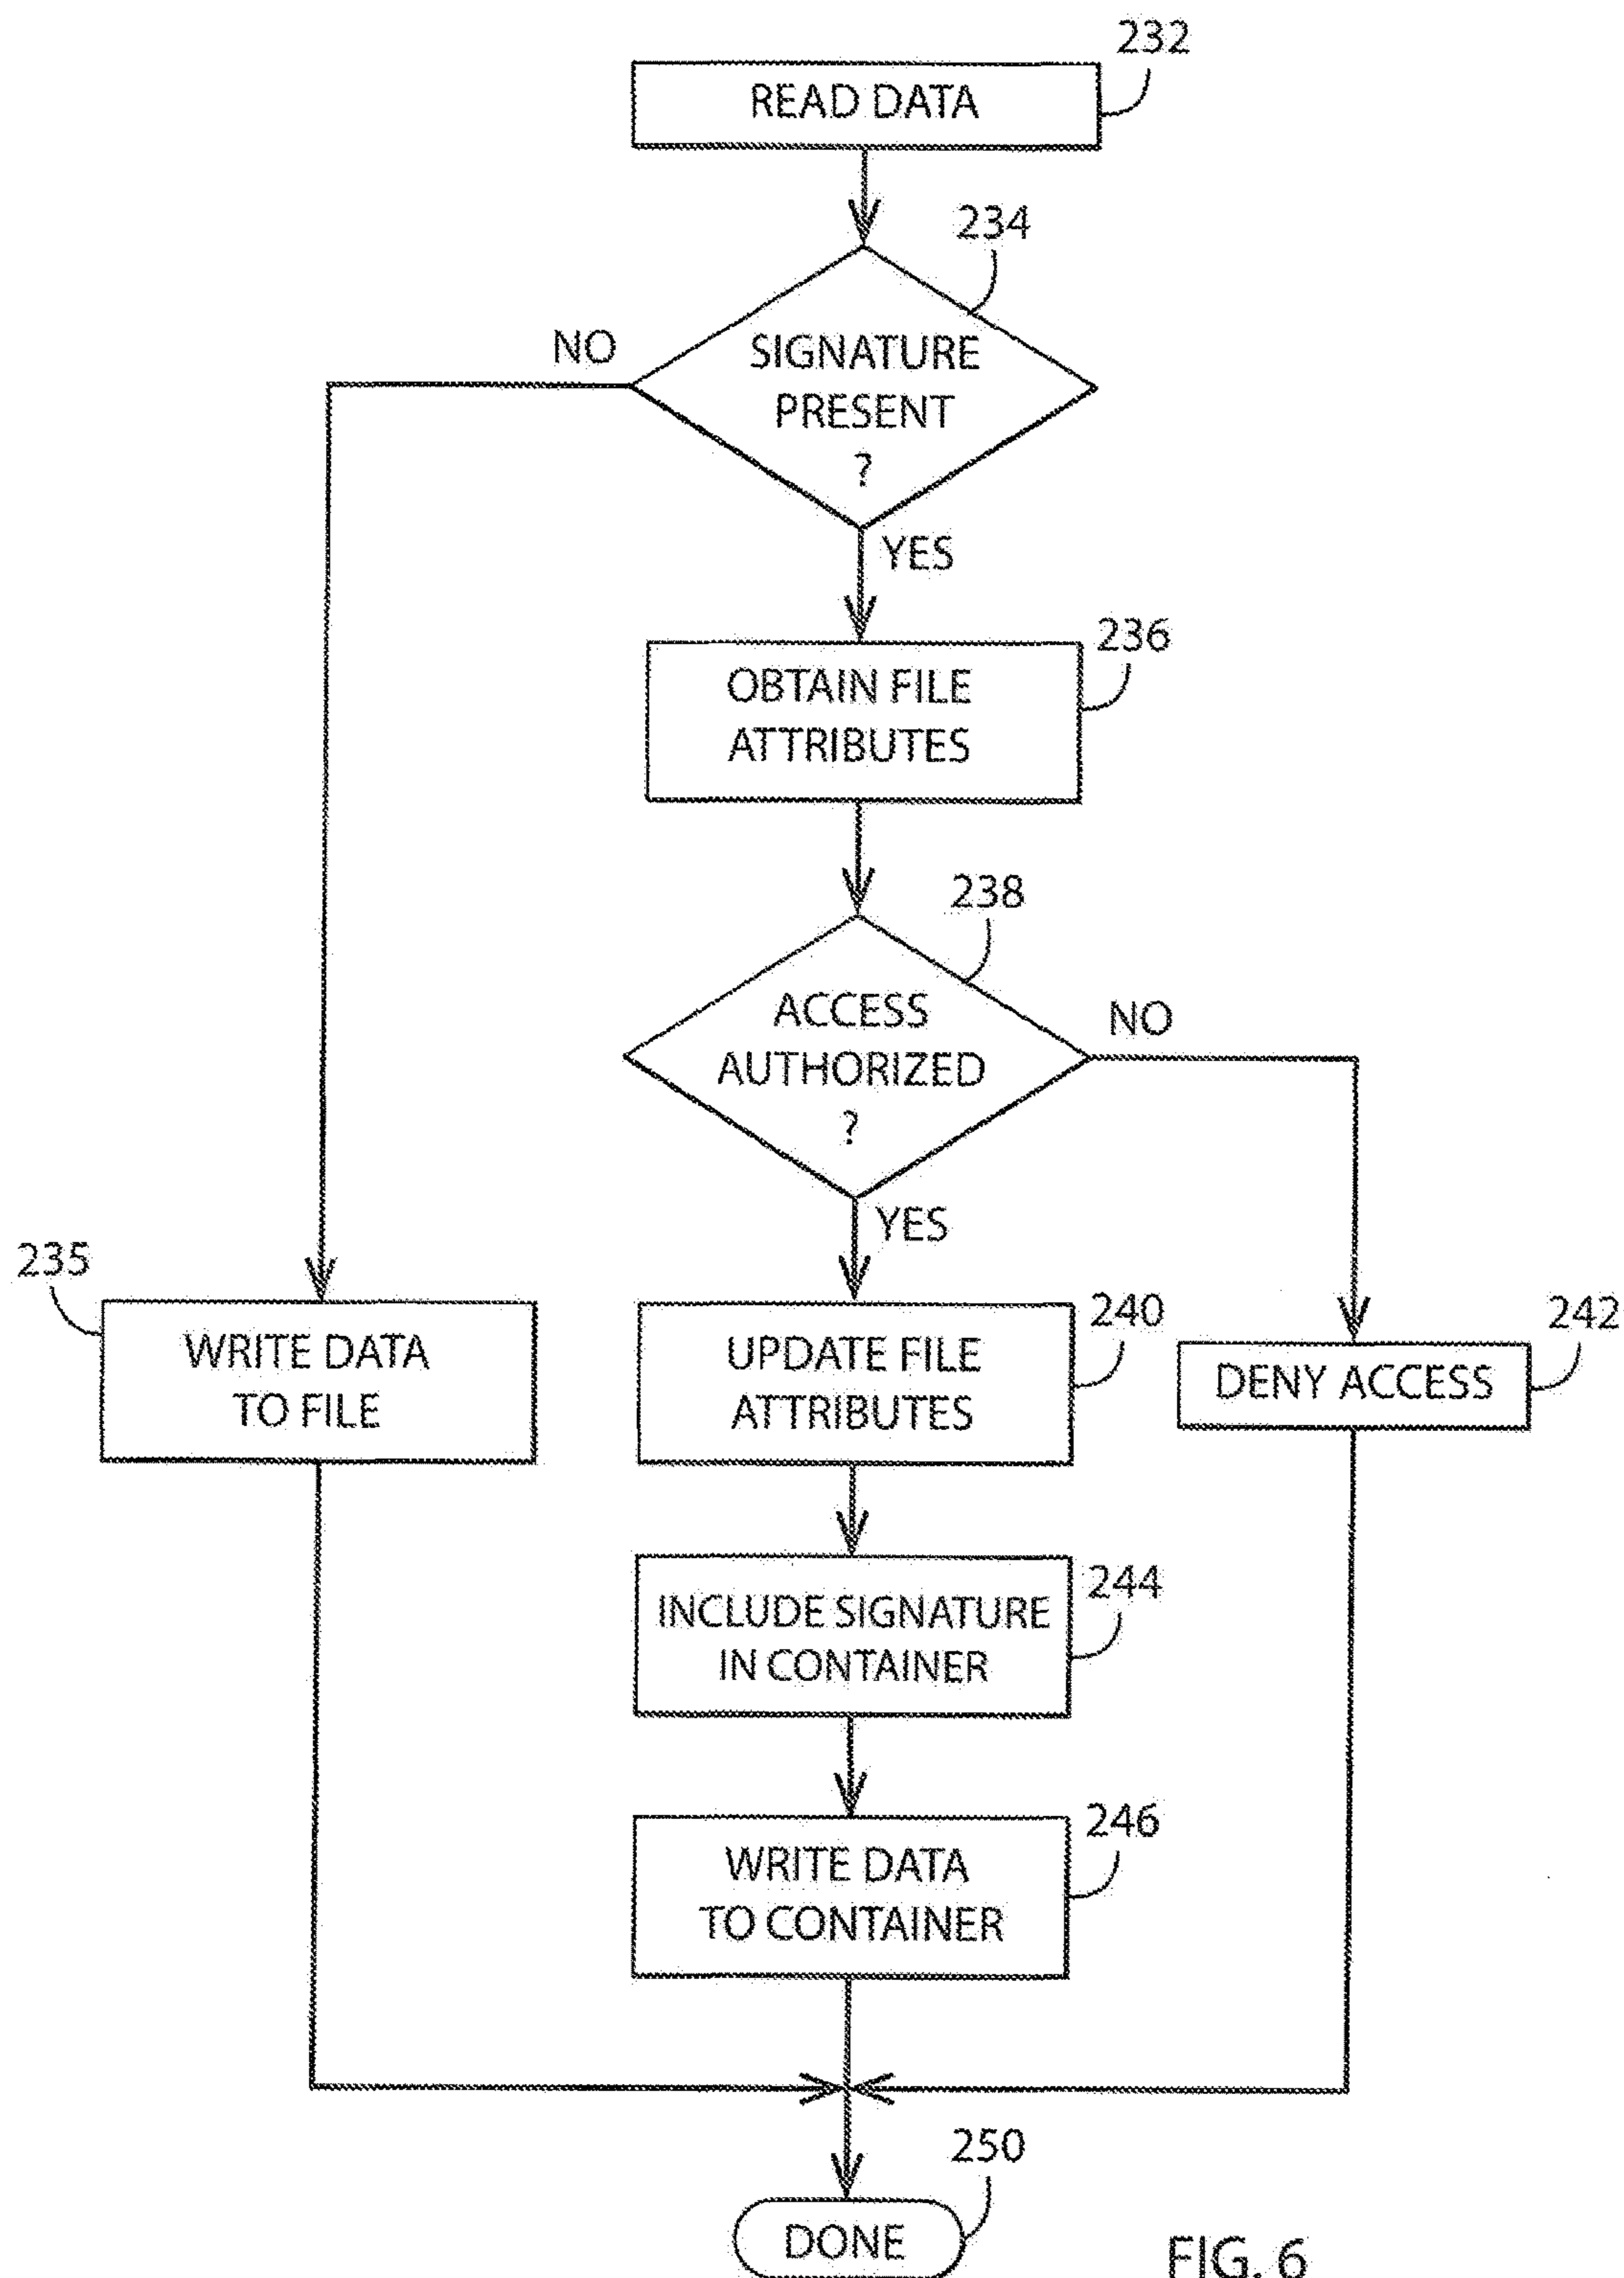 232
READ DATA
234
NO
SIGNATURE
PRESENT
?
YES
236
OBTAIN FILE
ATTRIBUTES
238
ACCESS
AUTHORIZED
?
NO
YES
235
WRITE DATA
TO FILE
240
UPDATE FILE
ATTRIBUTES
242
DENY ACCESS
244
INCLUDE SIGNATURE
IN CONTAINER
246
WRITE DATA
TO CONTAINER
250
DONE
FIG. 6